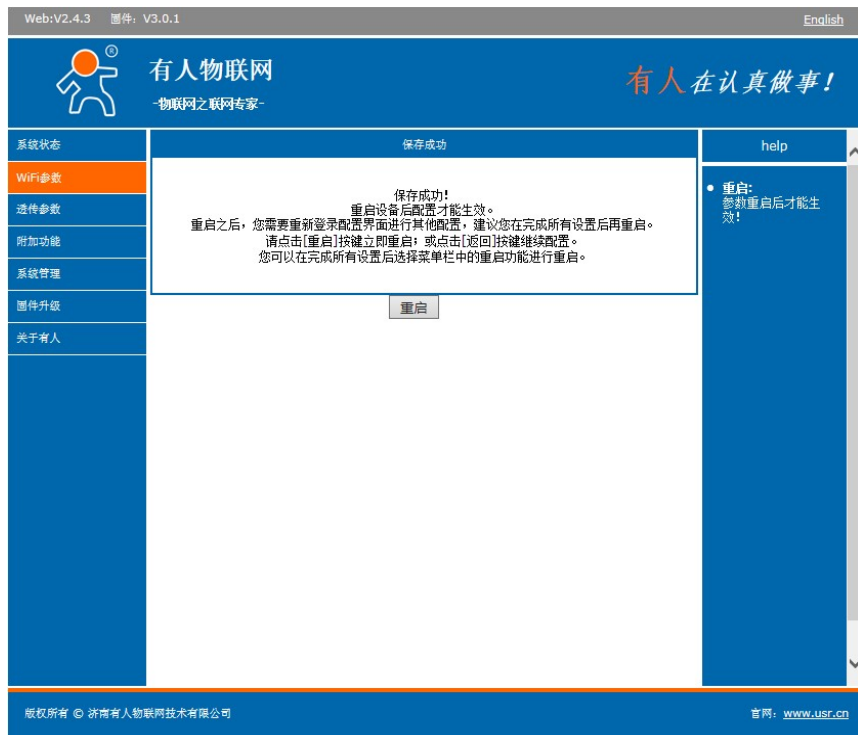 Web:V2.4.3 固件：V3.0.1
English
®
有人物联网
-物联网之联网专家-
有人在认真做事!
系统状态
WiFi参数
透传参数
附加功能
系统管理
固件升级
关于有人
保存成功
保存成功!
重启设备后配置才能生效。
重启之后，您需要重新登录配置界面进行其他配置，建议您在完成所有设置后再重启。
请点击[重启]按键立即重启；或点击[返回]按键继续配置。
您可以在完成所有设置后选择菜单栏中的重启功能进行重启。
重启
help
重启:
参数重启后才能生
效!
版权所有 © 济南有人物联网技术有限公司
官网：www.usr.cn